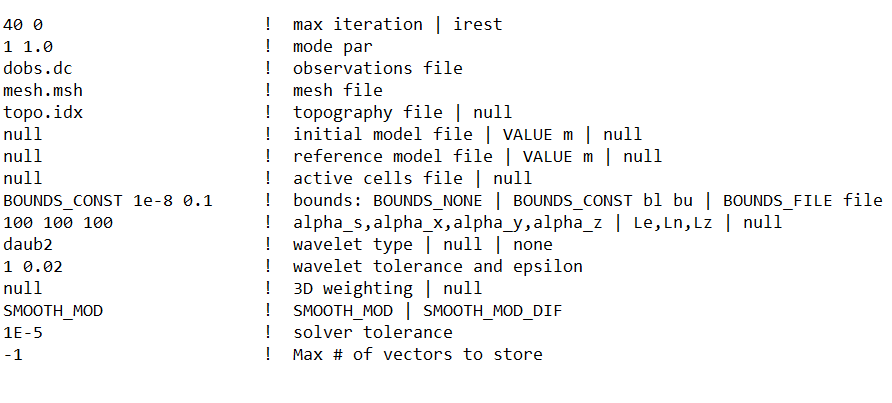 40 0 ! max iteration | irest
1 1.0 ! mode par
dobs.dc ! observations file
mesh.msh ! mesh file
topo.idx ! topography file | null
null ! initial model file | VALUE m | null
null ! reference model file | VALUE m | null
null ! active cells file | null
BOUNDS_CONST 1e-8 0.1 ! bounds: BOUNDS_NONE | BOUNDS_CONST bl bu | BOUNDS_FILE file
100 100 100 ! alpha_s,alpha_x,alpha_y,alpha_z | Le,Ln,Lz | null
daub2 ! wavelet type | null | none
1 0.02 ! wavelet tolerance and epsilon
null ! 3D weighting | null
SMOOTH_MOD ! SMOOTH_MOD | SMOOTH_MOD_DIF
1E-5 ! solver tolerance
-1 ! Max # of vectors to store